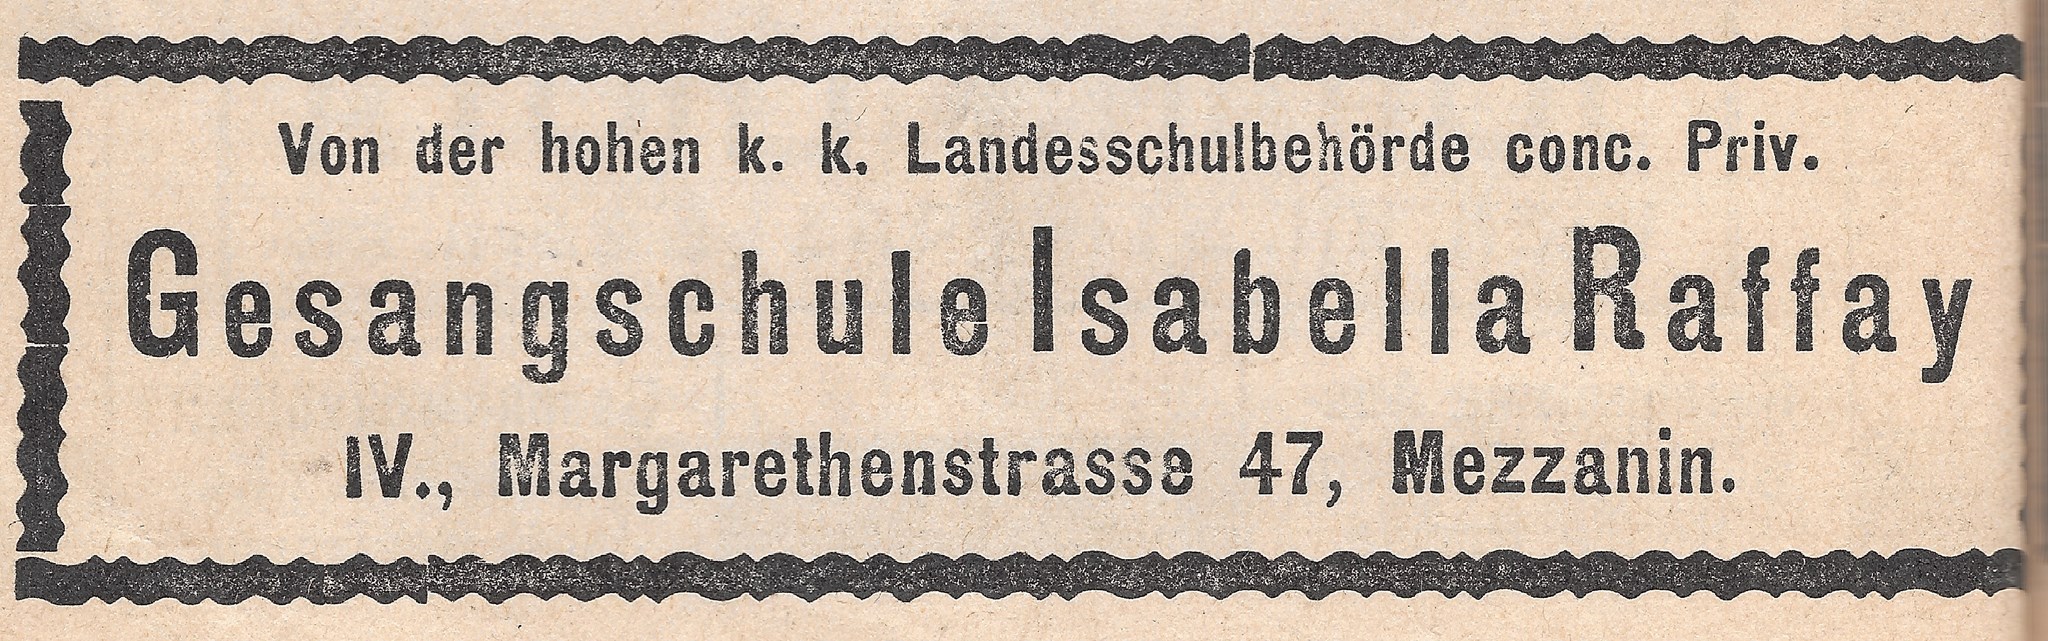 Von der hohen k. k. Landesschulbehörde conc. Priv.
Gesangschule Isabella Raffay
IV., Margarethenstrasse 47, Mezzanin.